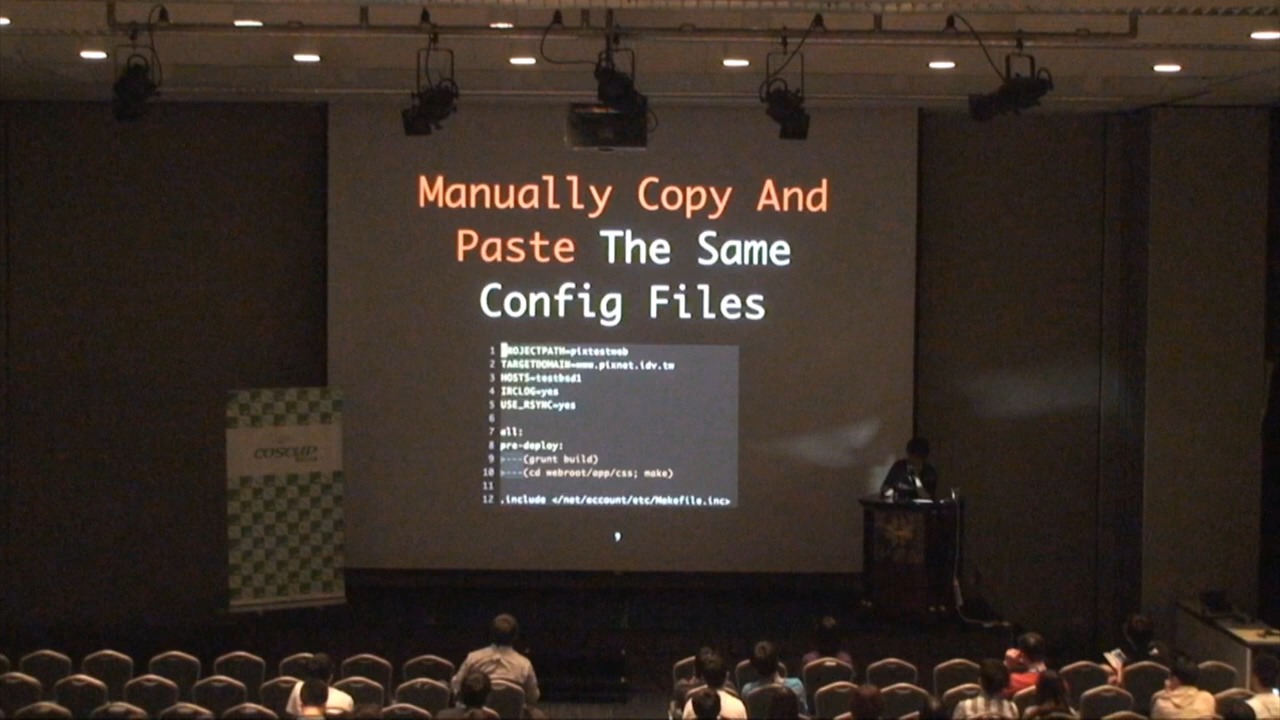 Manually Copy And
Paste The Same
Config Files
1 PROJECTPATH=pixtestweb
2 TARGETDOMAIN=www.pixnet.idv.tw
3 HOSTS=testbsd1
4 IRCLOG=yes
5 USE_RSYNC=yes
6
7 all:
8 pre-deploy:
9 >---(grunt build)
10 >---(cd webroot/app/css; make)
11
12 .include </net/account/etc/Makefile.inc>
,
COSCUP